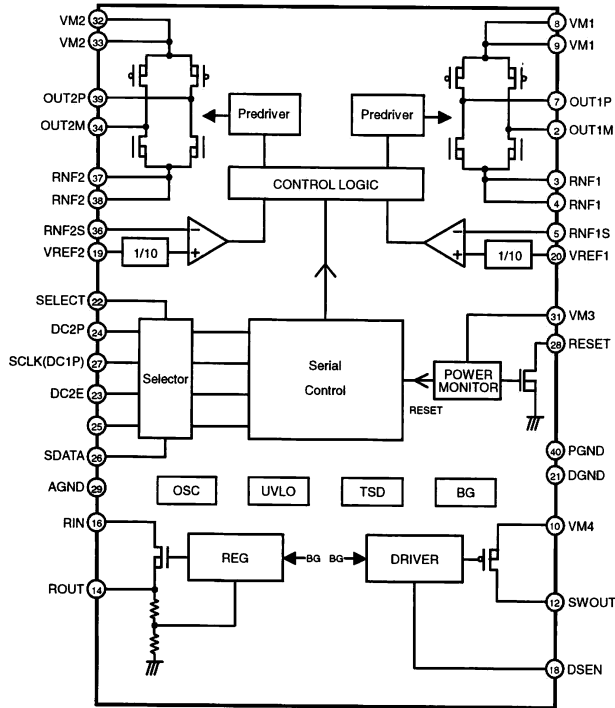 VM2 32 8 VM1
VM2 33 9 VM1
OUT2P 39 Predriver Predriver 7 OUT1P
OUT2M 34 2 OUT1M
RNF2 37 CONTROL LOGIC 3 RNF1
RNF2 38 4 RNF1
RNF2S 36 − − 5 RNF1S
VREF2 19 1/10 + + 1/10 20 VREF1
SELECT 22 31 VM3
DC2P 24 28 RESET
SCLK(DC1P) 27 Selector Serial Control POWER MONITOR
DC2E 23 RESET
25
SDATA 26 40 PGND
AGND 29 21 DGND
OSC UVLO TSD BG
RIN 16 10 VM4
REG BG BG DRIVER
ROUT 14 12 SWOUT
18 DSEN